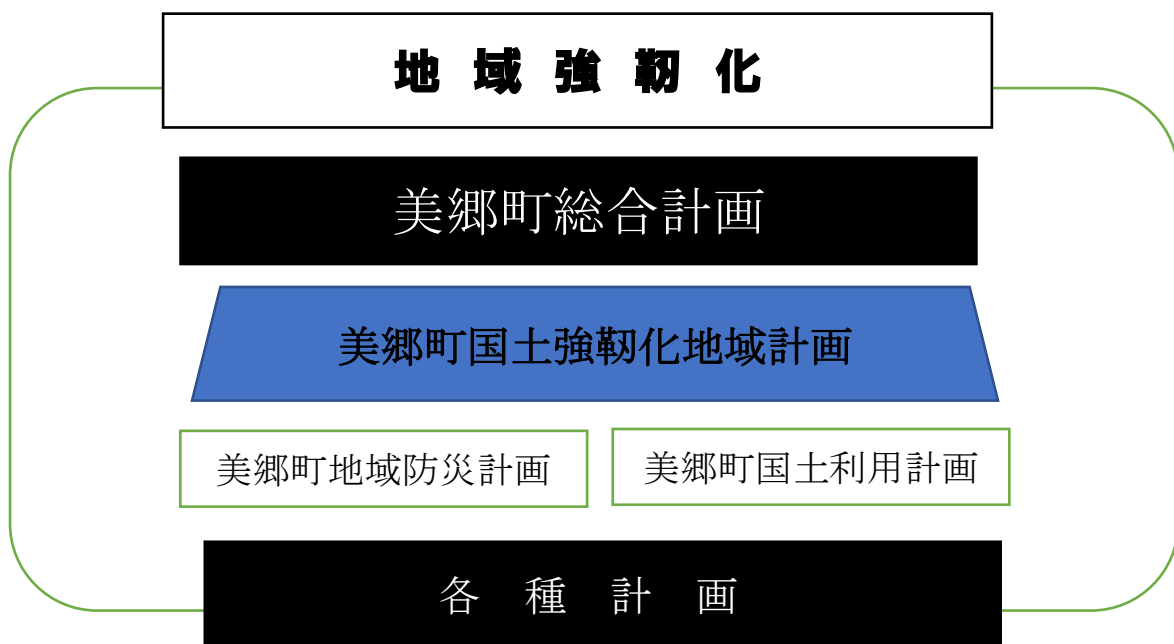 地域強靭化
美郷町総合計画
美郷町国土強靭化地域計画
美郷町地域防災計画
美郷町国土利用計画
各種計画